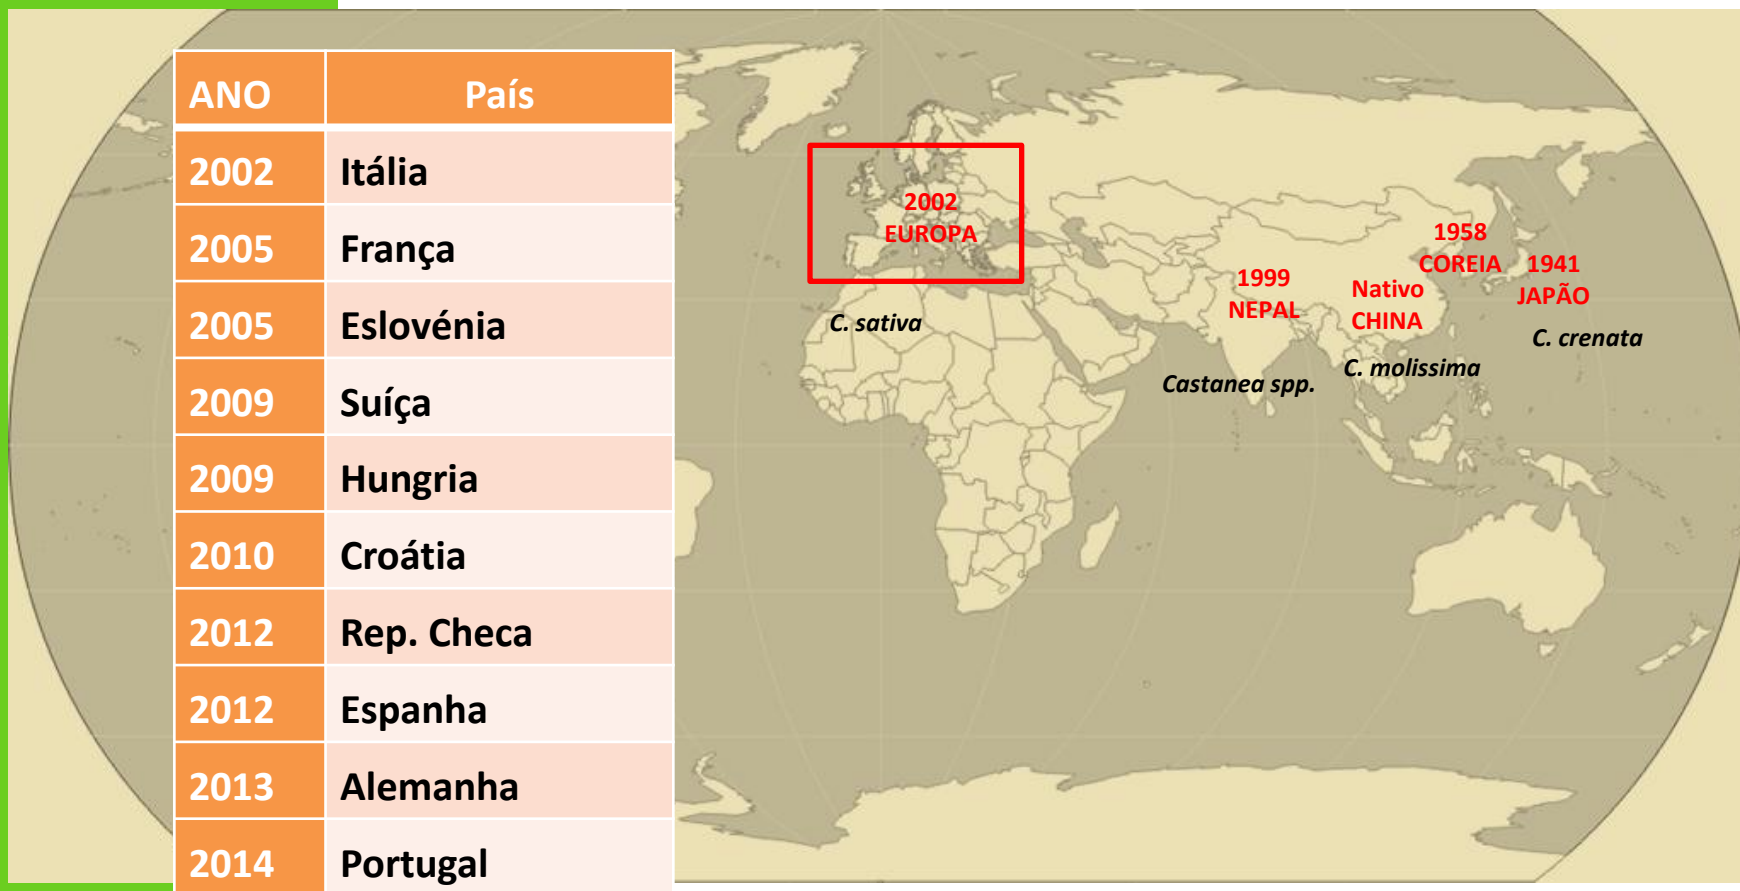 ANO País
2002 Itália
2005 França
2005 Eslovénia
2009 Suíça
2009 Hungria
2010 Croátia
2012 Rep. Checa
2012 Espanha
2013 Alemanha
2014 Portugal
2002
EUROPA
C. sativa
1999
NEPAL
Castanea spp.
Nativo
CHINA
C. molissima
1958
COREIA
1941
JAPÃO
C. crenata